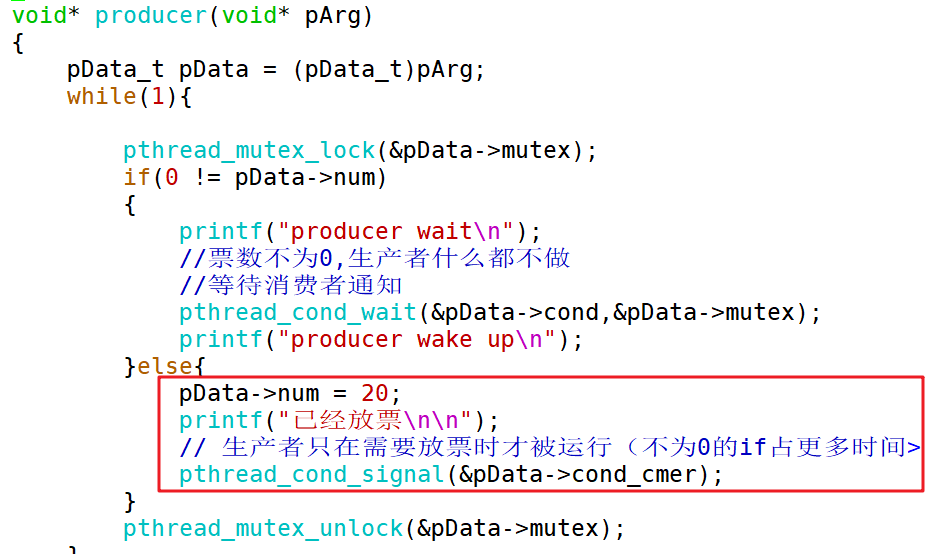 void* producer(void* pArg)
{
    pData_t pData = (pData_t)pArg;
    while(1){
        pthread_mutex_lock(&pData->mutex);
        if(0 != pData->num)
        {
            printf("producer wait\n");
            //票数不为0,生产者什么都不做
            //等待消费者通知
            pthread_cond_wait(&pData->cond,&pData->mutex);
            printf("producer wake up\n");
        }else{
            pData->num = 20;
            printf("已经放票\n\n");
            // 生产者只在需要放票时才被运行（不为0的if占更多时间>
            pthread_cond_signal(&pData->cond_cmer);
        }
        pthread_mutex_unlock(&pData->mutex);